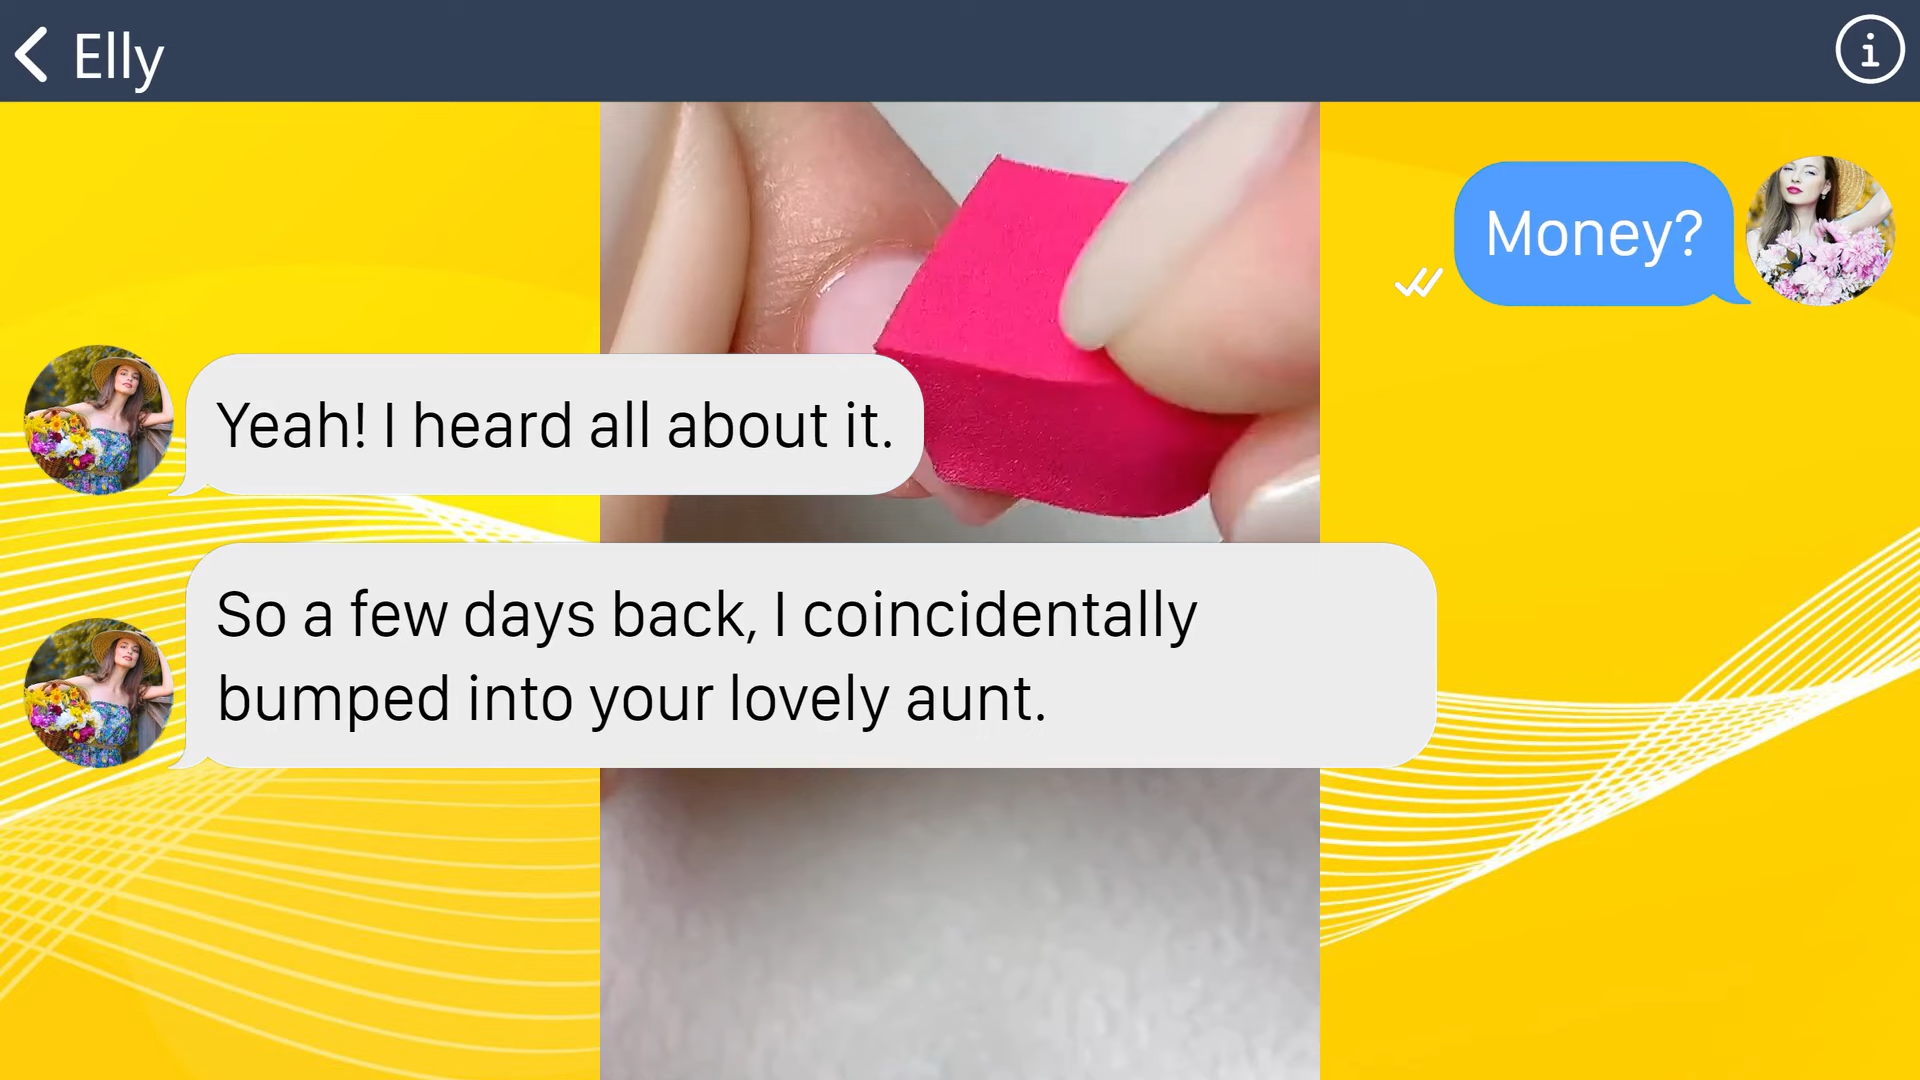 Elly
Money?
Yeah! I heard all about it.
So a few days back, I coincidentally
bumped into your lovely aunt.